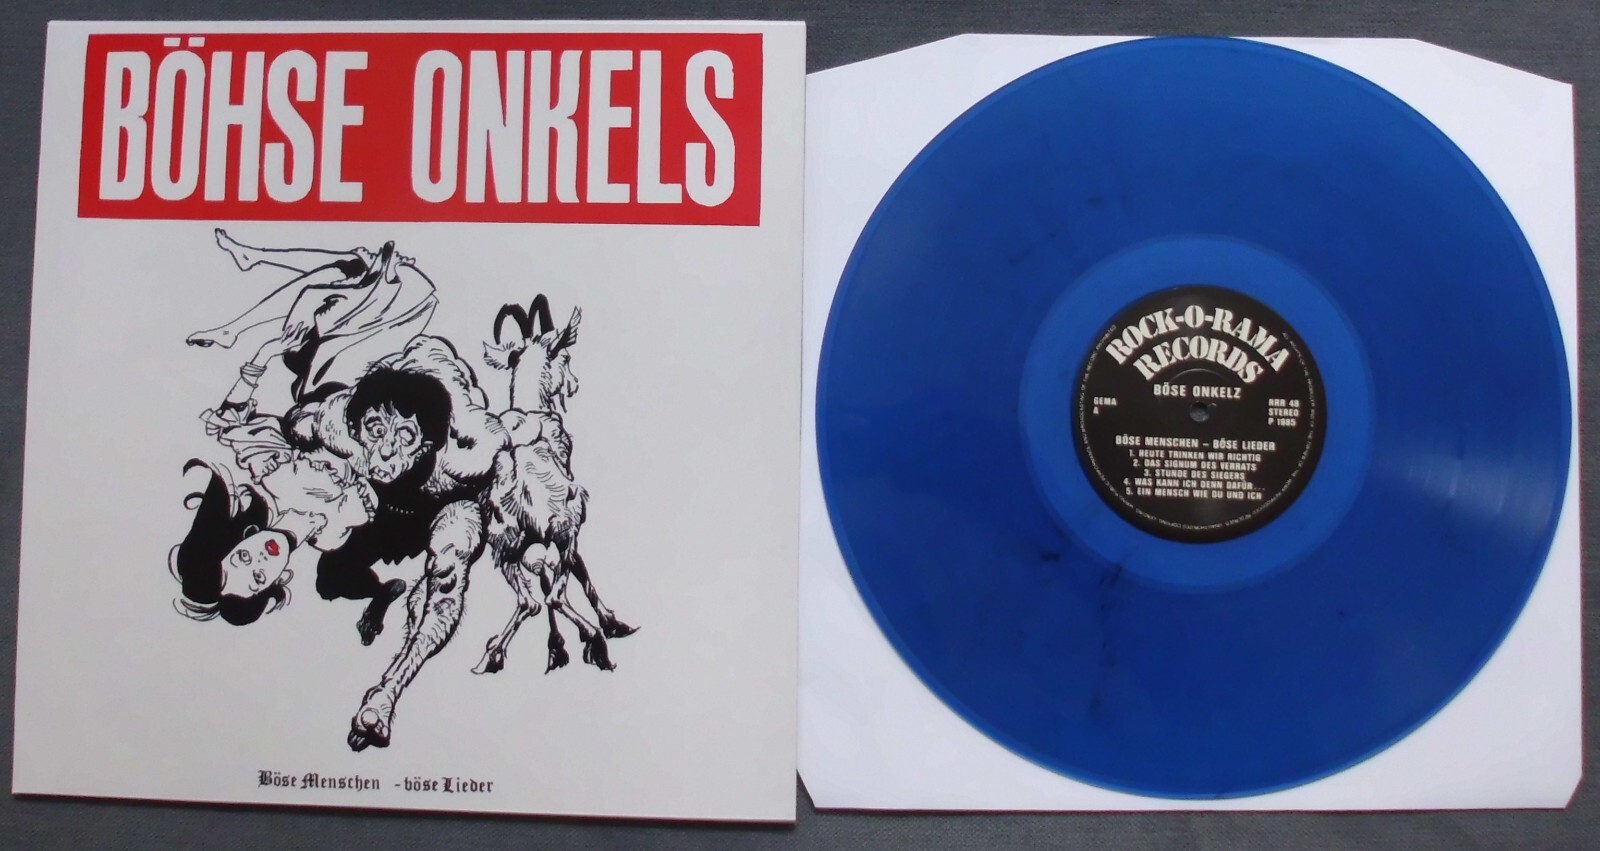 BÖHSE ONKELS
Böse Menschen - böse Lieder
ROCK-O-RAMA
RECORDS
BÖSE ONKELZ
GEMA
A
RRR 48
STEREO
P 1985
BÖSE MENSCHEN – BÖSE LIEDER
1. HEUTE TRINKEN WIR RICHTIG
2. DAS SIGNUM DES VERRATS
3. STUNDE DES SIEGERS
4. WAS KANN ICH DENN DAFÜR...
5. EIN MENSCH WIE DU UND ICH